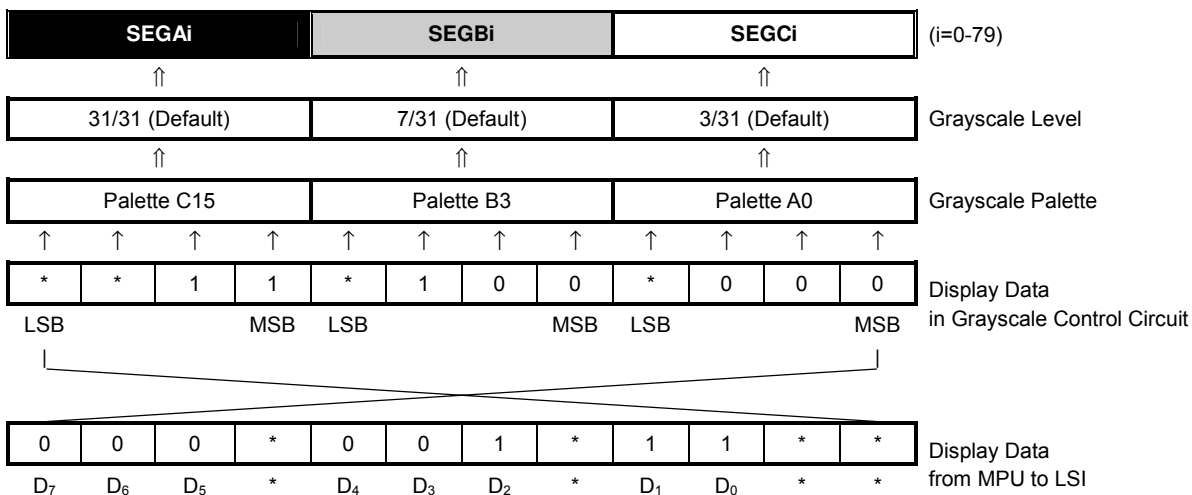 SEGAi SEGBi SEGCi (i=0-79)
⇑ ⇑ ⇑
31/31 (Default) 7/31 (Default) 3/31 (Default) Grayscale Level
⇑ ⇑ ⇑
Palette C15 Palette B3 Palette A0 Grayscale Palette
↑ ↑ ↑ ↑ ↑ ↑ ↑ ↑ ↑ ↑ ↑ ↑
* * 1 1 * 1 0 0 * 0 0 0 Display Data
in Grayscale Control Circuit
LSB MSB LSB MSB LSB MSB
0 0 0 * 0 0 1 * 1 1 * * Display Data
from MPU to LSI
D₇ D₆ D₅ * D₄ D₃ D₂ * D₁ D₀ * *